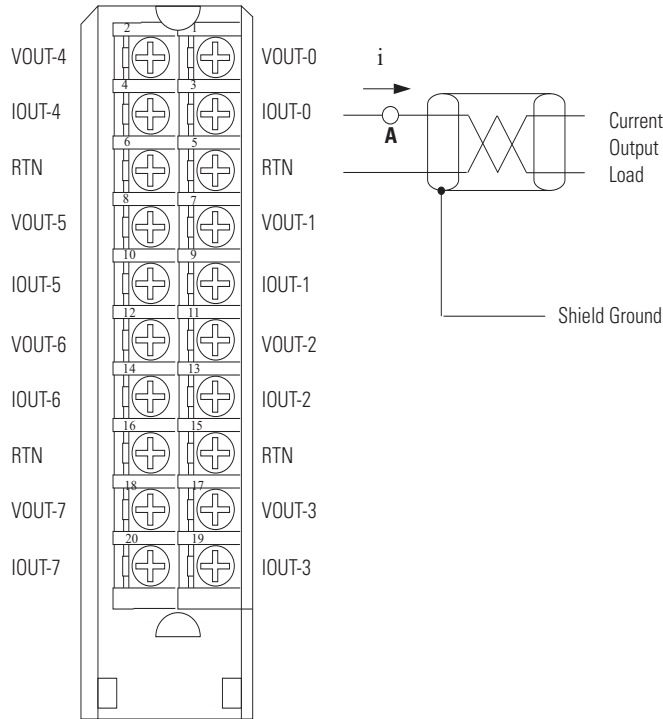 2 1
VOUT-4 VOUT-0
4 3
IOUT-4 IOUT-0
6 5
RTN RTN
8 7
VOUT-5 VOUT-1
10 9
IOUT-5 IOUT-1
12 11
VOUT-6 VOUT-2
14 13
IOUT-6 IOUT-2
16 15
RTN RTN
18 17
VOUT-7 VOUT-3
20 19
IOUT-7 IOUT-3
i
A
Current
Output
Load
Shield Ground